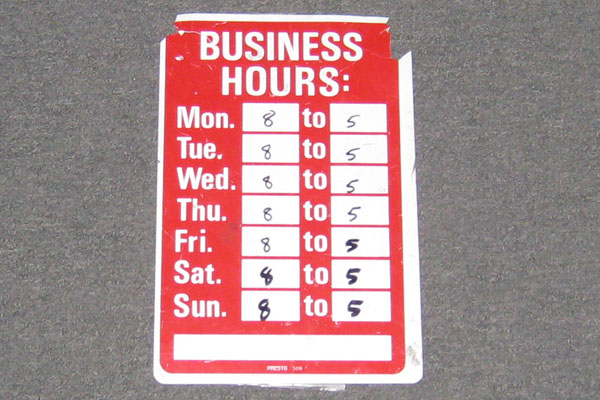 BUSINESS
HOURS:
Mon. 8 to 5
Tue. 8 to 5
Wed. 8 to 5
Thu. 8 to 5
Fri. 8 to 5
Sat. 8 to 5
Sun. 8 to 5
PRESTO